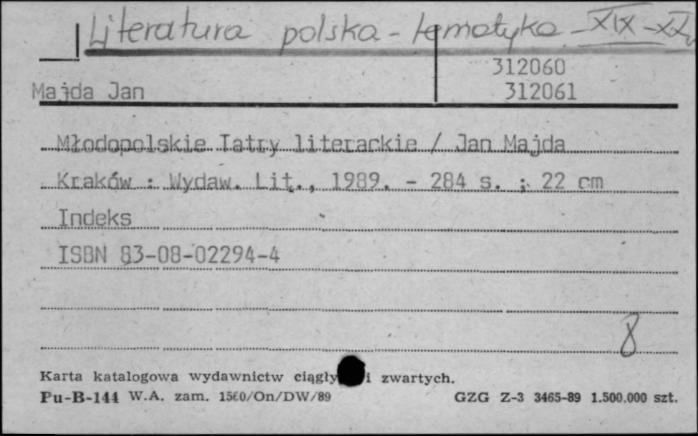 Literatura polska - tematyka - XIX - XX w
312060
Majda Jan 312061
Młodopolskie Tatry literackie / Jan Majda
Kraków : Wydaw. Lit., 1989. - 284 s. ; 22 cm
Indeks
ISBN 83-08-02294-4
8
Karta katalogowa wydawnictw ciągły i zwartych.
Pu-B-144 W.A. zam. 1560/On/DW/89 GZG Z-3 3465-89 1.500.000 szt.